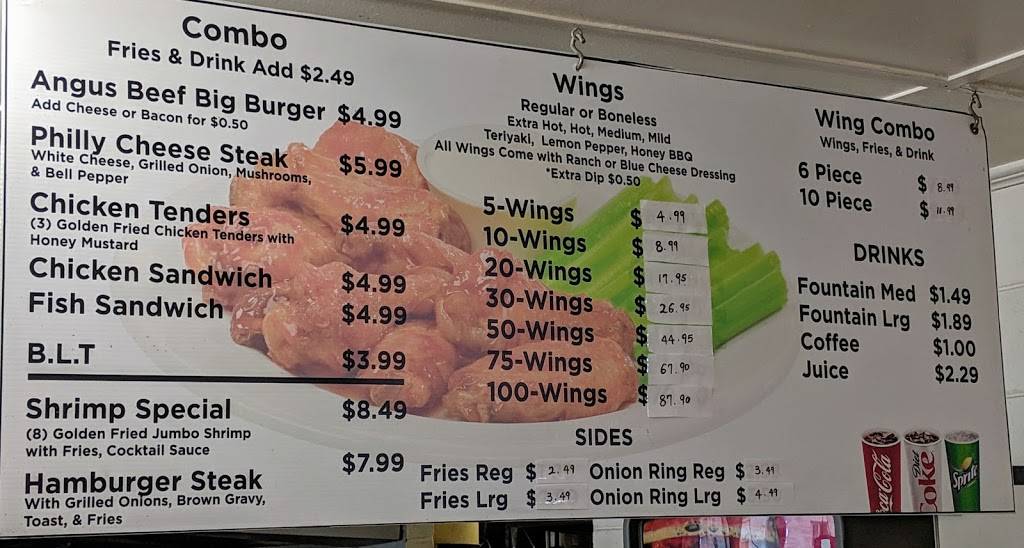 Combo
Fries & Drink Add $2.49
Angus Beef Big Burger $4.99
Add Cheese or Bacon for $0.50
Philly Cheese Steak $5.99
White Cheese, Grilled Onion, Mushrooms,
& Bell Pepper
Chicken Tenders $4.99
(3) Golden Fried Chicken Tenders with
Honey Mustard
Chicken Sandwich $4.99
Fish Sandwich $4.99
B.L.T $3.99
Shrimp Special $8.49
(8) Golden Fried Jumbo Shrimp
with Fries, Cocktail Sauce
Hamburger Steak $7.99
With Grilled Onions, Brown Gravy,
Toast, & Fries
Wings
Regular or Boneless
Extra Hot, Hot, Medium, Mild
Teriyaki, Lemon Pepper, Honey BBQ
All Wings Come with Ranch or Blue Cheese Dressing
*Extra Dip $0.50
5-Wings $ 4.99
10-Wings $ 8.99
20-Wings $ 17.95
30-Wings $ 26.95
50-Wings $ 44.95
75-Wings $ 67.90
100-Wings $ 87.90
SIDES
Fries Reg $ 2.49 Onion Ring Reg $ 3.49
Fries Lrg $ 3.49 Onion Ring Lrg $ 4.49
Wing Combo
Wings, Fries, & Drink
6 Piece $ 8.99
10 Piece $ 11.99
DRINKS
Fountain Med $1.49
Fountain Lrg $1.89
Coffee $1.00
Juice $2.29
Coca-Cola
Diet Coke
Sprite